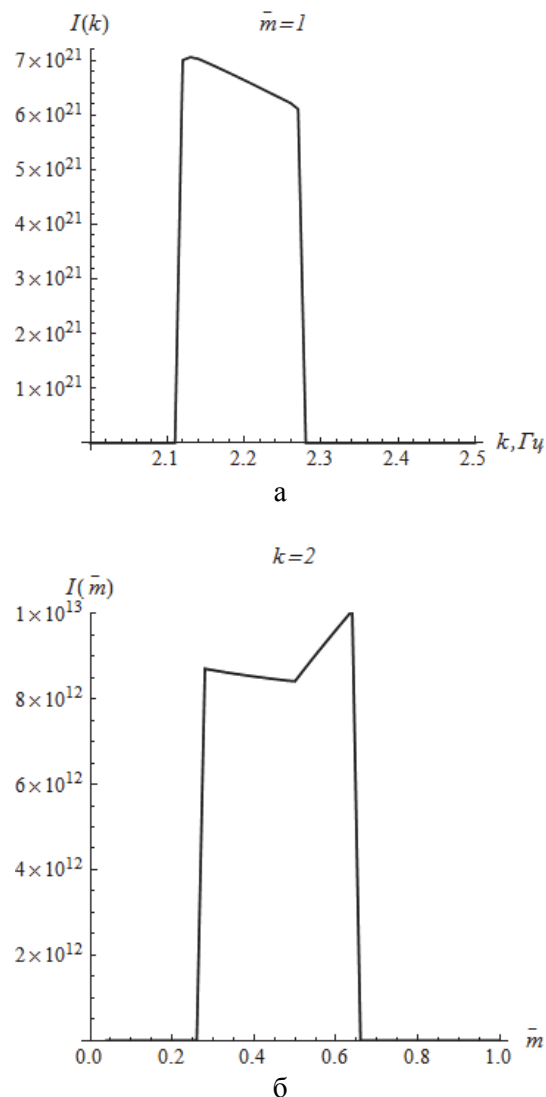 I(k)
m̄=1
7×10²¹
6×10²¹
5×10²¹
4×10²¹
3×10²¹
2×10²¹
1×10²¹
2.1 2.2 2.3 2.4 2.5 k, Гц
а
k=2
I(m̄)
1×10¹³
8×10¹²
6×10¹²
4×10¹²
2×10¹²
0.0 0.2 0.4 0.6 0.8 1.0 m̄
б